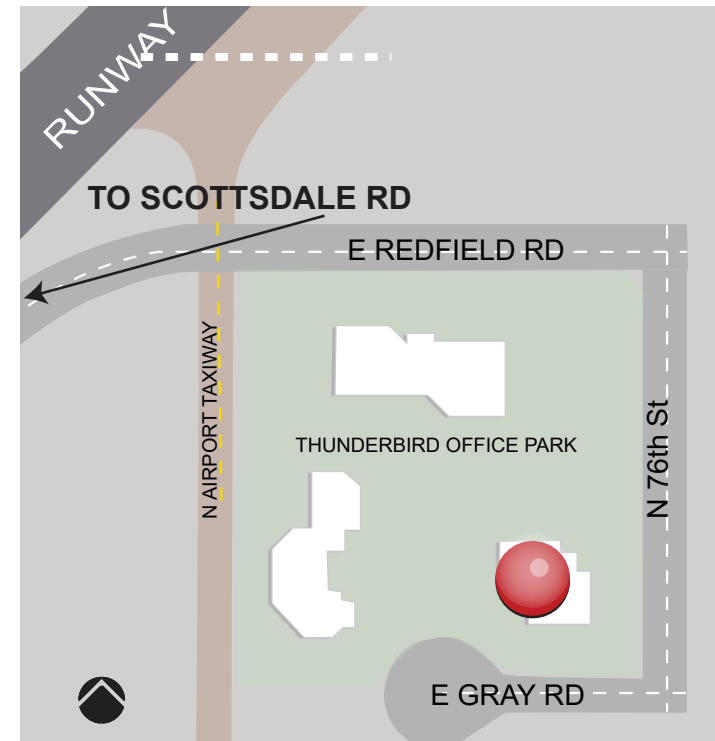 RUNWAY
TO SCOTTSDALE RD
E REDFIELD RD
N AIRPORT TAXIWAY
THUNDERBIRD OFFICE PARK
N 76th St
E GRAY RD